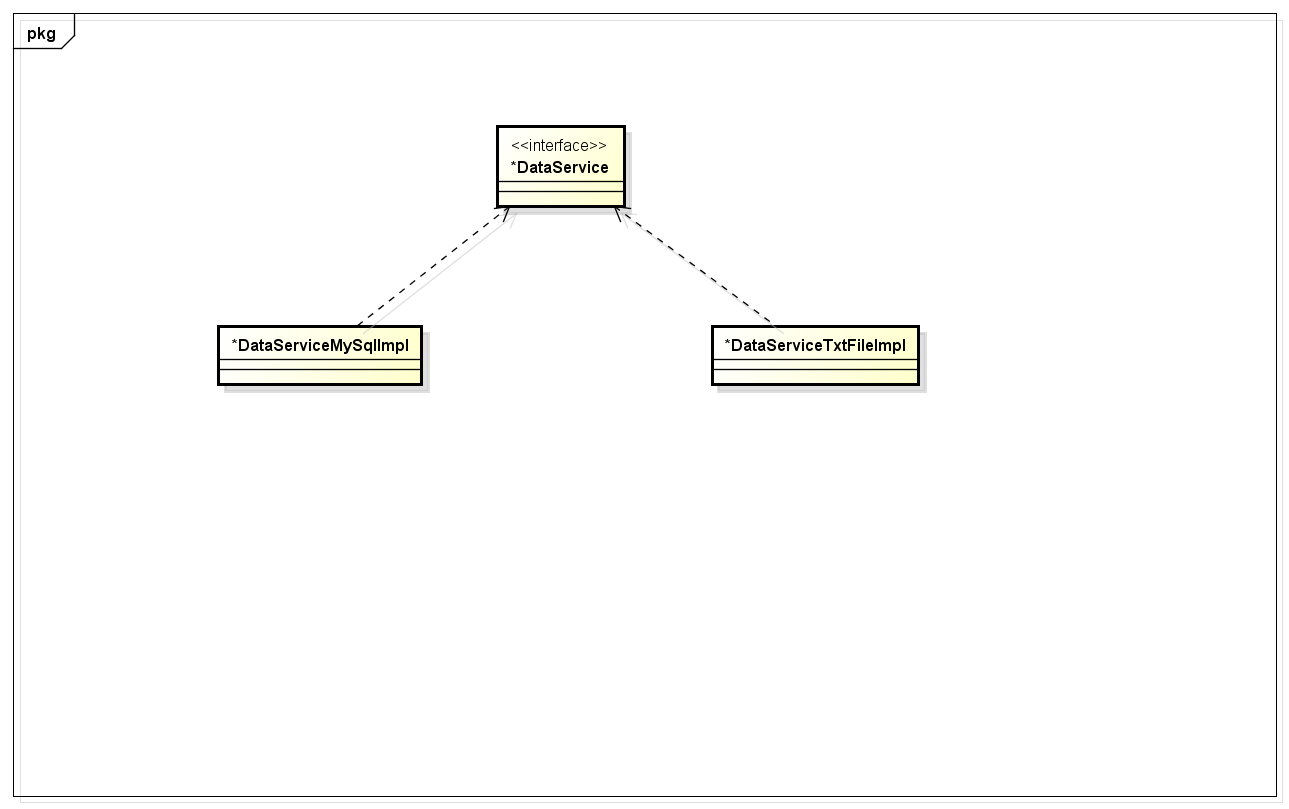 pkg
<<interface>>
*DataService
*DataServiceMySqlImpl
*DataServiceTxtFileImpl